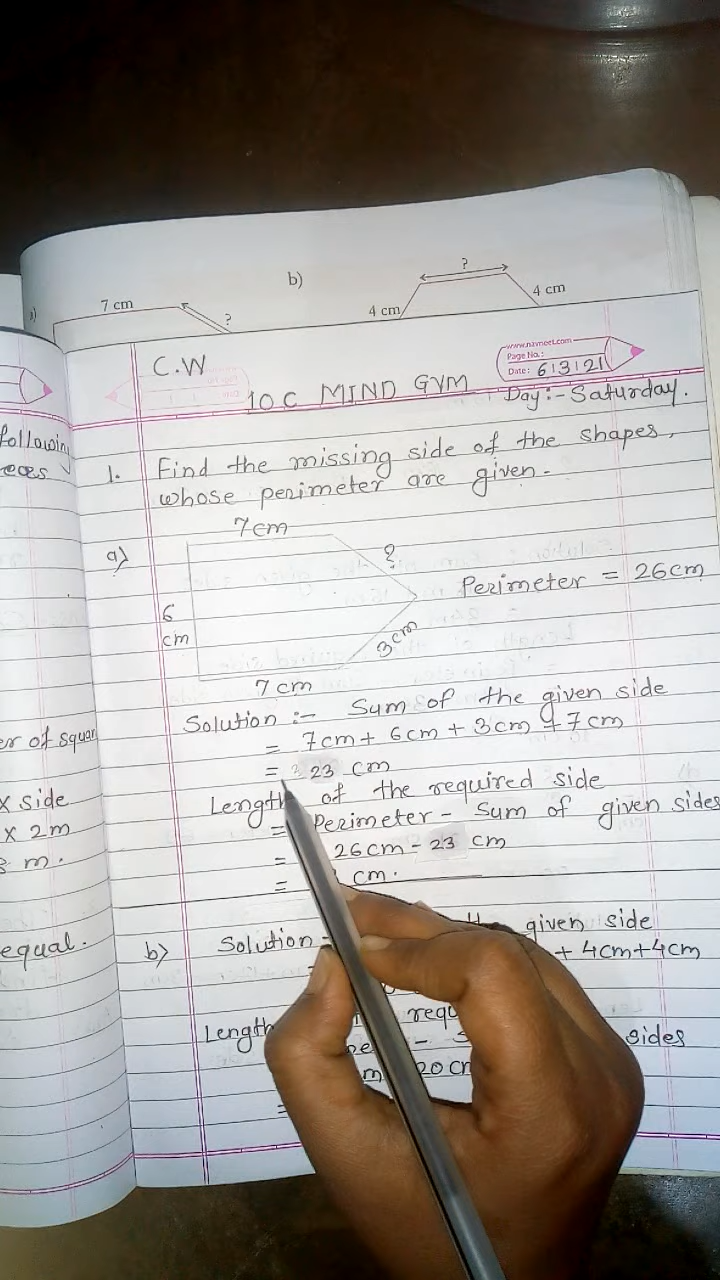 b)
?
7 cm
?
4 cm
4 cm
C.W
www.navneet.com
Page No.:
Date: 6|3|21
10 C MIND GYM
Day:- Saturday.
following
1. Find the missing side of the shapes,
whose perimeter are given.
7cm
a)
?
Perimeter = 26cm
6
cm
3cm
7cm
Solution :- Sum of the given side
= 7cm + 6cm + 3cm + 7cm
= 23 cm
Length of the required side
= Perimeter - Sum of given sides
= 26cm - 23 cm
= cm.
b) Solution - given side
+ 4cm+4cm
Length
sides
20
=
er of squar
x side
x 2m
m.
equal.